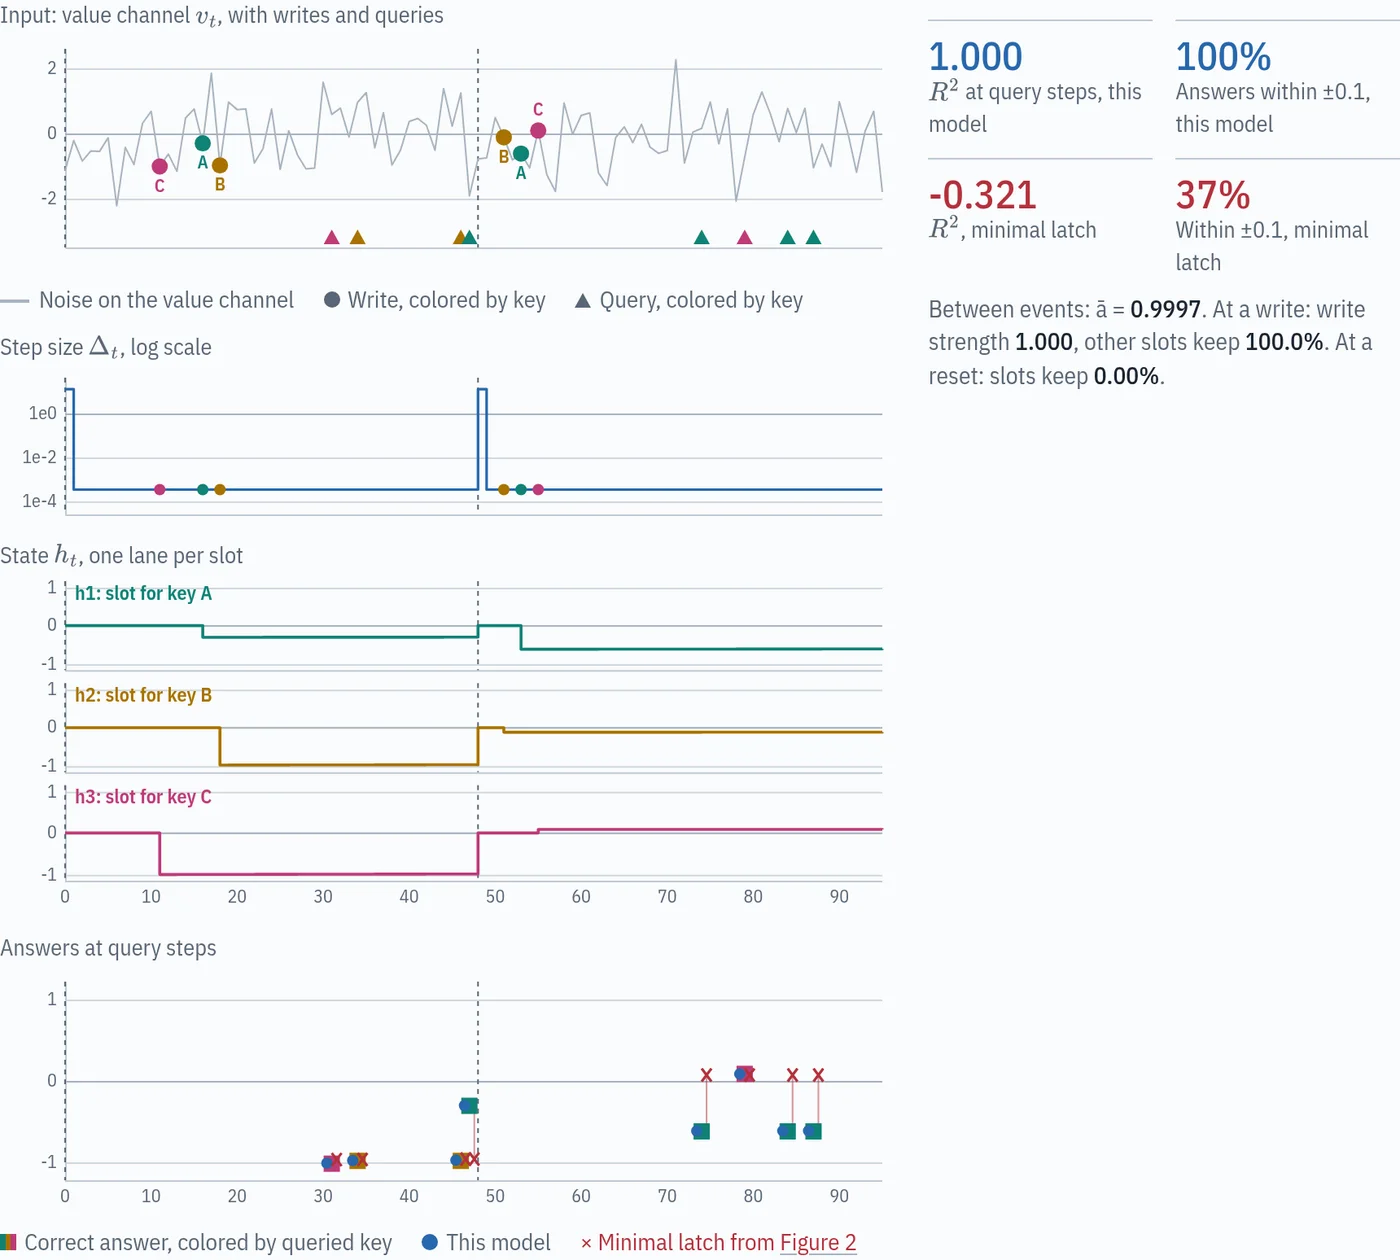 Input: value channel vₜ, with writes and queries
2
0
-2
C
A
B
B
A
C
Noise on the value channel
Write, colored by key
Query, colored by key
Step size Δₜ, log scale
1e0
1e-2
1e-4
State hₜ, one lane per slot
1
h1: slot for key A
0
-1
1
h2: slot for key B
0
-1
1
h3: slot for key C
0
-1
0 10 20 30 40 50 60 70 80 90
Answers at query steps
1
0
-1
0 10 20 30 40 50 60 70 80 90
Correct answer, colored by queried key
This model
× Minimal latch from Figure 2
1.000
R² at query steps, this
model
100%
Answers within ±0.1,
this model
-0.321
R², minimal latch
37%
Within ±0.1, minimal
latch
Between events: ā = 0.9997. At a write: write
strength 1.000, other slots keep 100.0%. At a
reset: slots keep 0.00%.